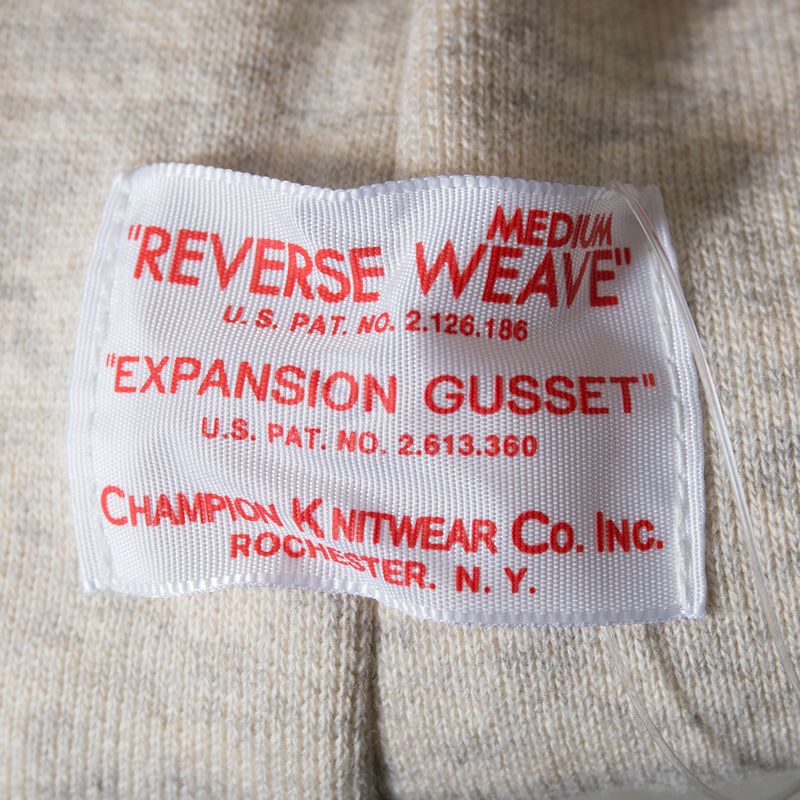 MEDIUM
"REVERSE WEAVE"
U.S. PAT. NO. 2.126.186
"EXPANSION GUSSET"
U.S. PAT. NO. 2.613.360
CHAMPION KNITWEAR CO. INC.
ROCHESTER. N. Y.